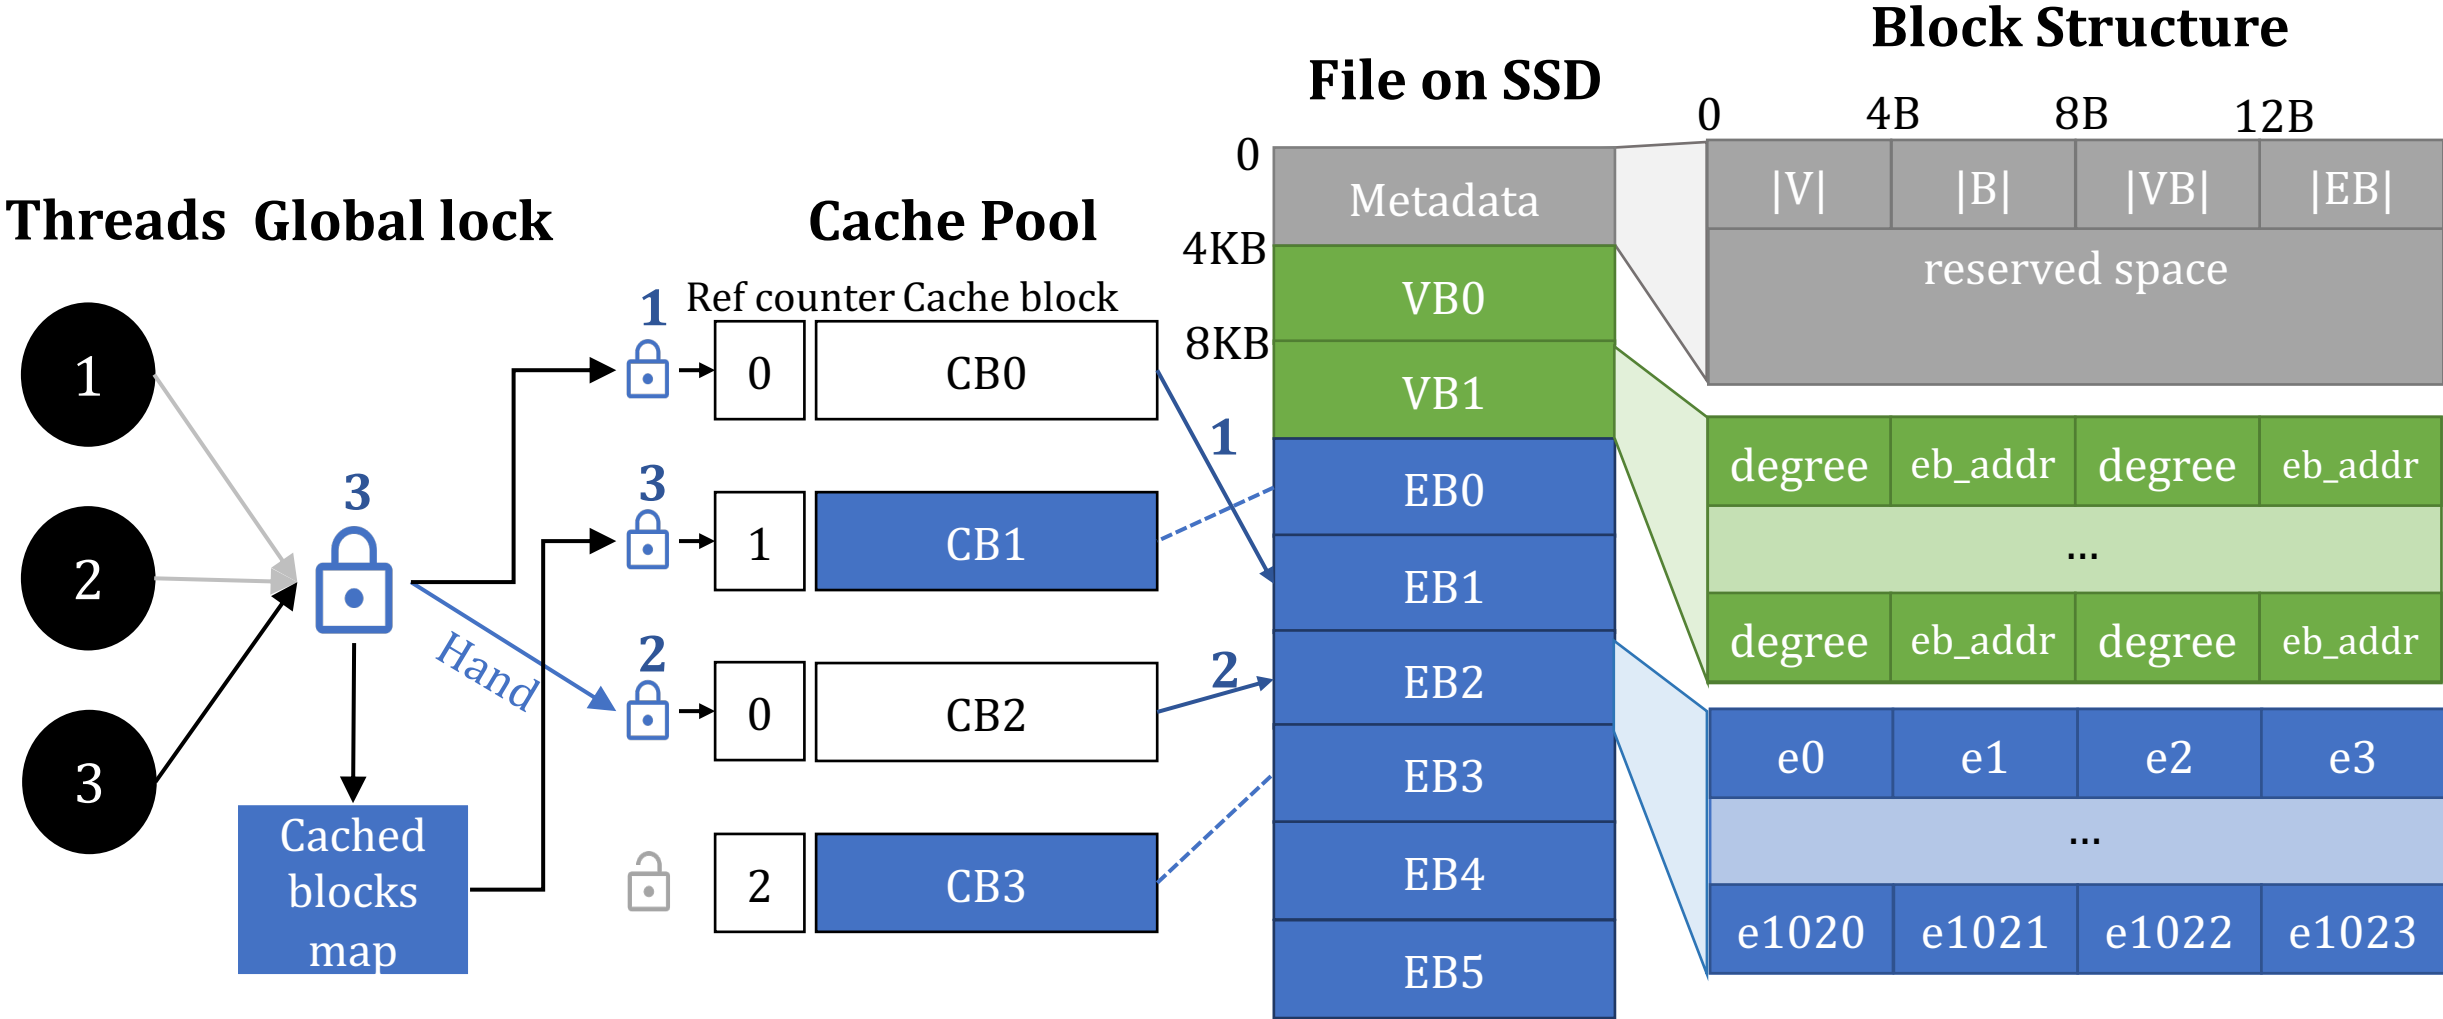 Block Structure
File on SSD
0 4B 8B 12B
0
Metadata
|V| |B| |VB| |EB|
reserved space
Threads Global lock Cache Pool
4KB
8KB
Ref counter Cache block
1
0 CB0
VB0
VB1
1
1
2
3
3
Hand
3
1 CB1
2
0 CB2
2 CB3
1
2
EB0
EB1
EB2
EB3
EB4
EB5
Cached
blocks
map
degree eb_addr degree eb_addr
...
degree eb_addr degree eb_addr
e0 e1 e2 e3
...
e1020 e1021 e1022 e1023